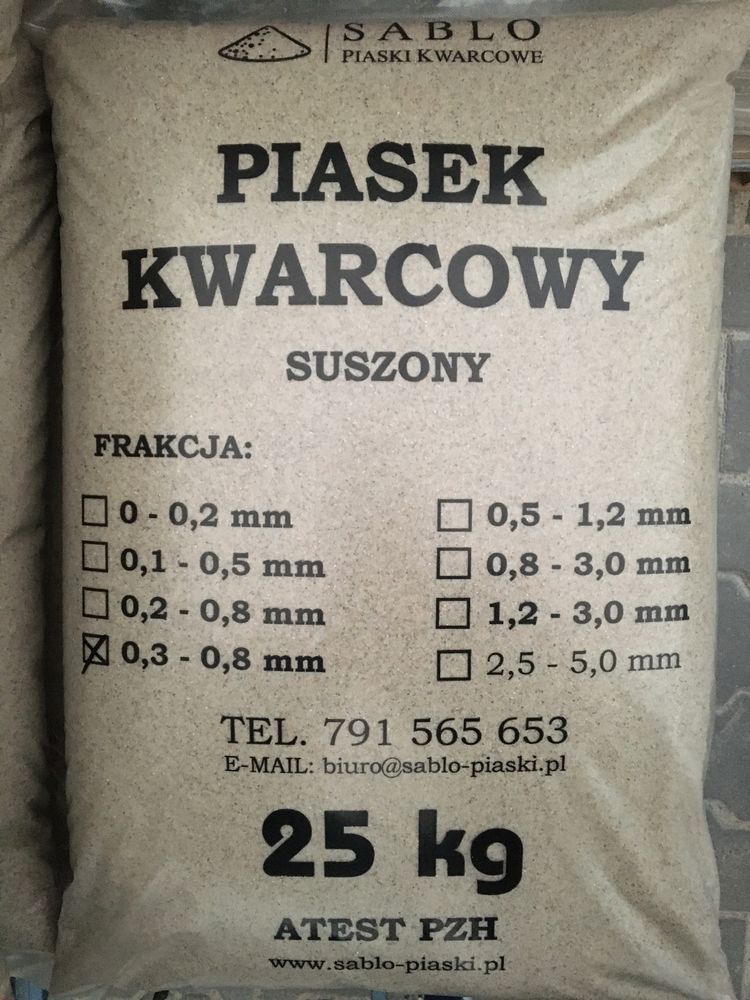 SABLO
PIASKI KWARCOWE
PIASEK
KWARCOWY
SUSZONY
FRAKCJA:
0 - 0,2 mm
0,1 - 0,5 mm
0,2 - 0,8 mm
0,3 - 0,8 mm
0,5 - 1,2 mm
0,8 - 3,0 mm
1,2 - 3,0 mm
2,5 - 5,0 mm
TEL. 791 565 653
E-MAIL: biuro@sablo-piaski.pl
25 kg
ATEST PZH
www.sablo-piaski.pl